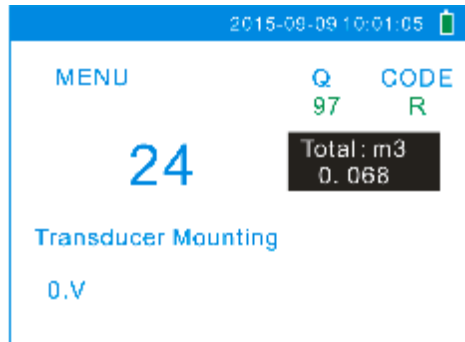 2015-09-09 10:01:05
MENU Q CODE
97 R
24
Total: m3
0. 068
Transducer Mounting
0.V